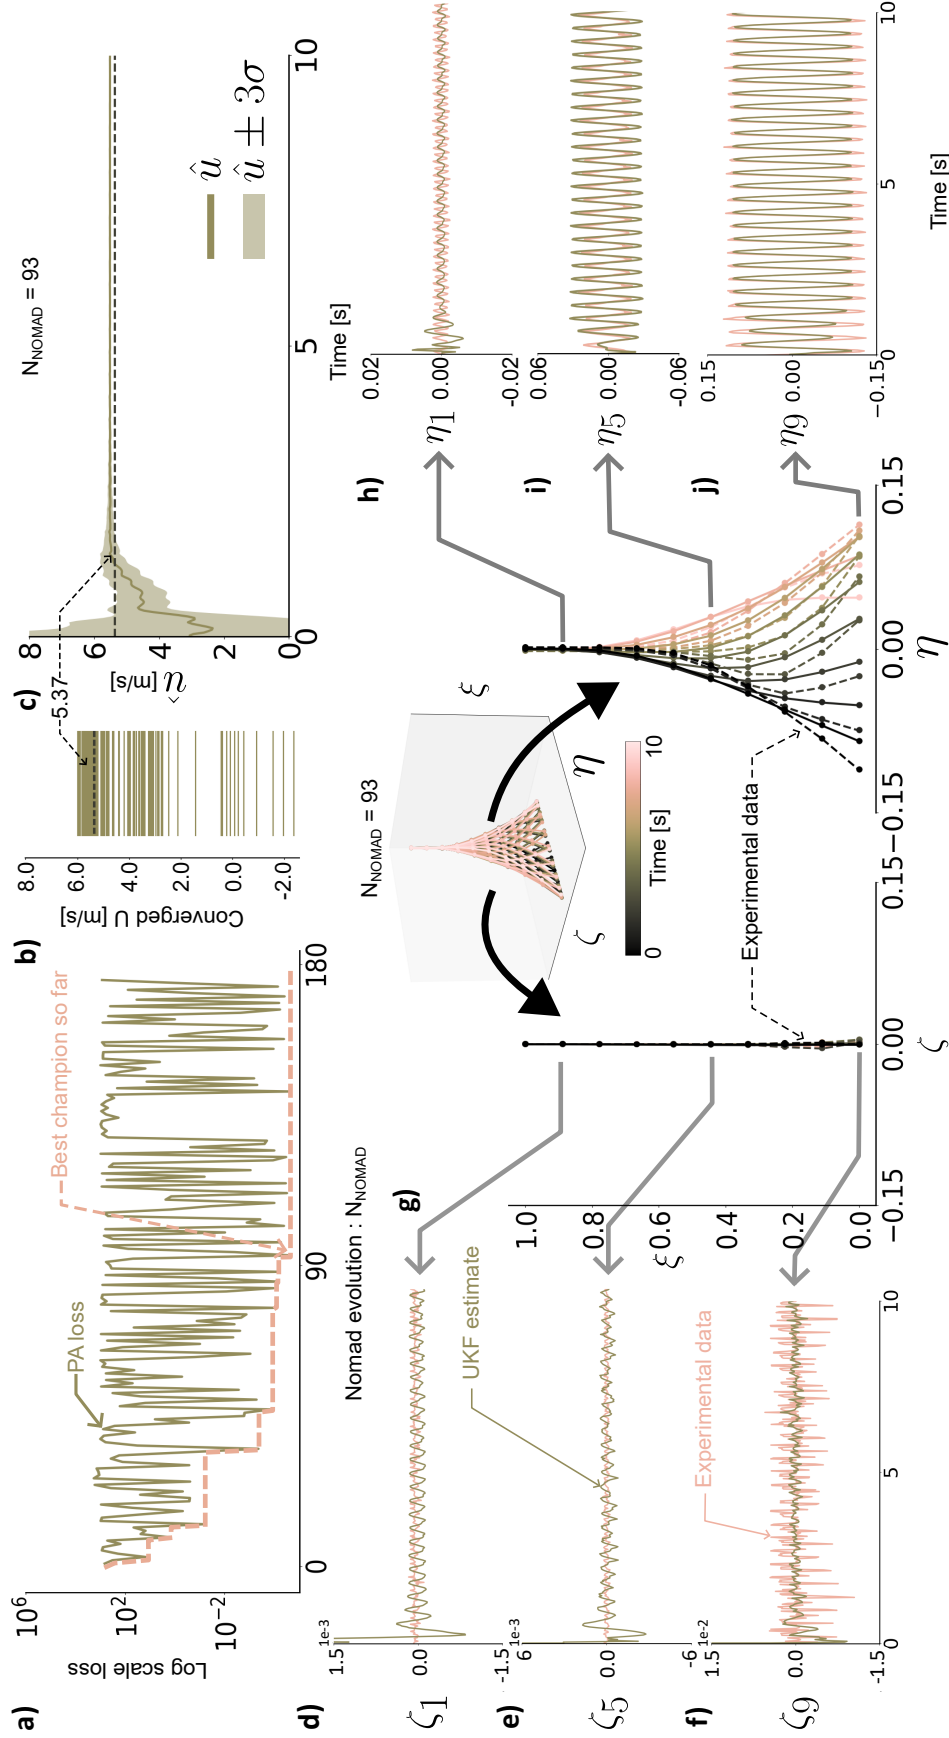 a)
Log scale loss
10⁶
10²
10⁻²
0
90
180
PA loss
Best champion so far
Nomad evolution : N_NOMAD
b)
Converged U [m/s]
8.0
6.0
4.0
2.0
0.0
-2.0
5.37
c)
û [m/s]
8
6
4
2
0
0
5
10
Time [s]
N_NOMAD = 93
û
û ± 3σ
d)
ζ₁
1e-3
1.5
0.0
-1.5
e)
ζ₅
1e-3
6
0.0
-6
UKF estimate
f)
ζ₉
1e-2
1.5
0.0
-1.5
0
5
10
Experimental data
g)
ξ
1.0
0.8
0.6
0.4
0.2
0.0
-0.15
0.00
0.15
ζ
N_NOMAD = 93
ξ
ζ
η
0
10
Time [s]
Experimental data
−0.15
0.00
0.15
η
h)
η₁
0.02
0.00
-0.02
i)
η₅
0.06
0.00
-0.06
j)
η₉
0.15
0.00
−0.15
0
5
10
Time [s]